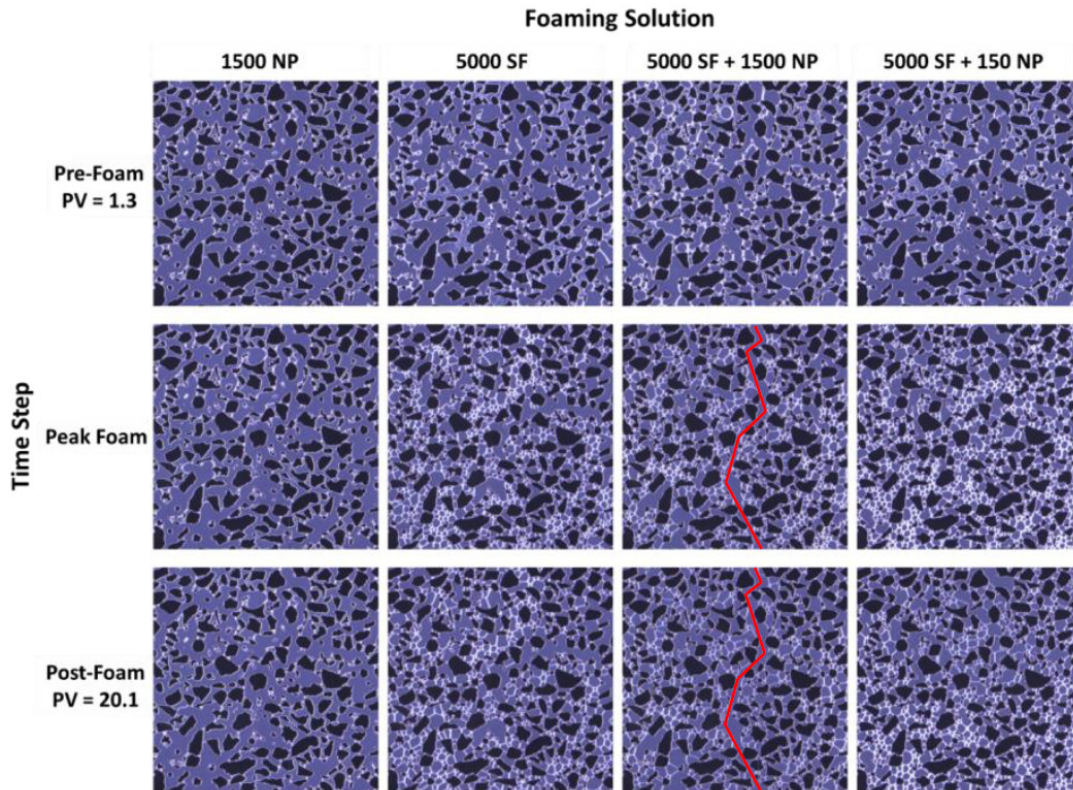 Foaming Solution
1500 NP
5000 SF
5000 SF + 1500 NP
5000 SF + 150 NP
Time Step
Pre-Foam
PV = 1.3
Peak Foam
Post-Foam
PV = 20.1